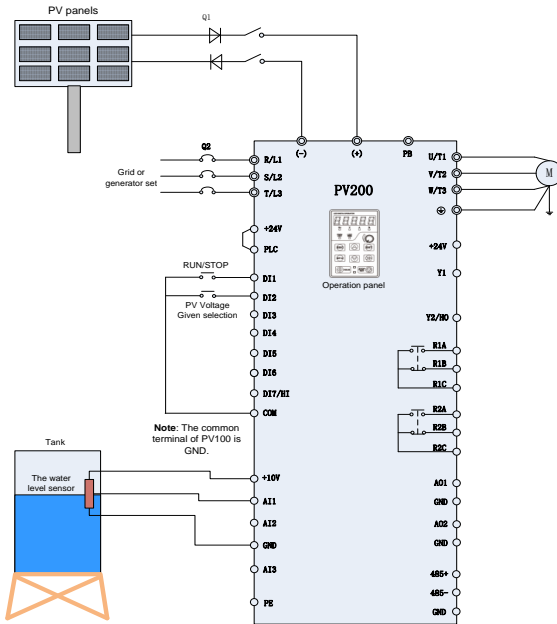 PV panels
Q1
(-)
(+)
PB
Q2
Grid or
generator set
R/L1
S/L2
T/L3
PV200
U/T1
V/T2
W/T3
M
+24V
PLC
Operation panel
+24V
Y1
Y2/HO
RUN/STOP
DI1
PV Voltage
Given selection
DI2
DI3
DI4
DI5
DI6
DI7/HI
COM
R1A
R1B
R1C
R2A
R2B
R2C
Note: The common
terminal of PV100 is
GND.
Tank
The water
level sensor
+10V
AI1
AI2
GND
AI3
PE
AO1
GND
AO2
GND
485+
485-
GND